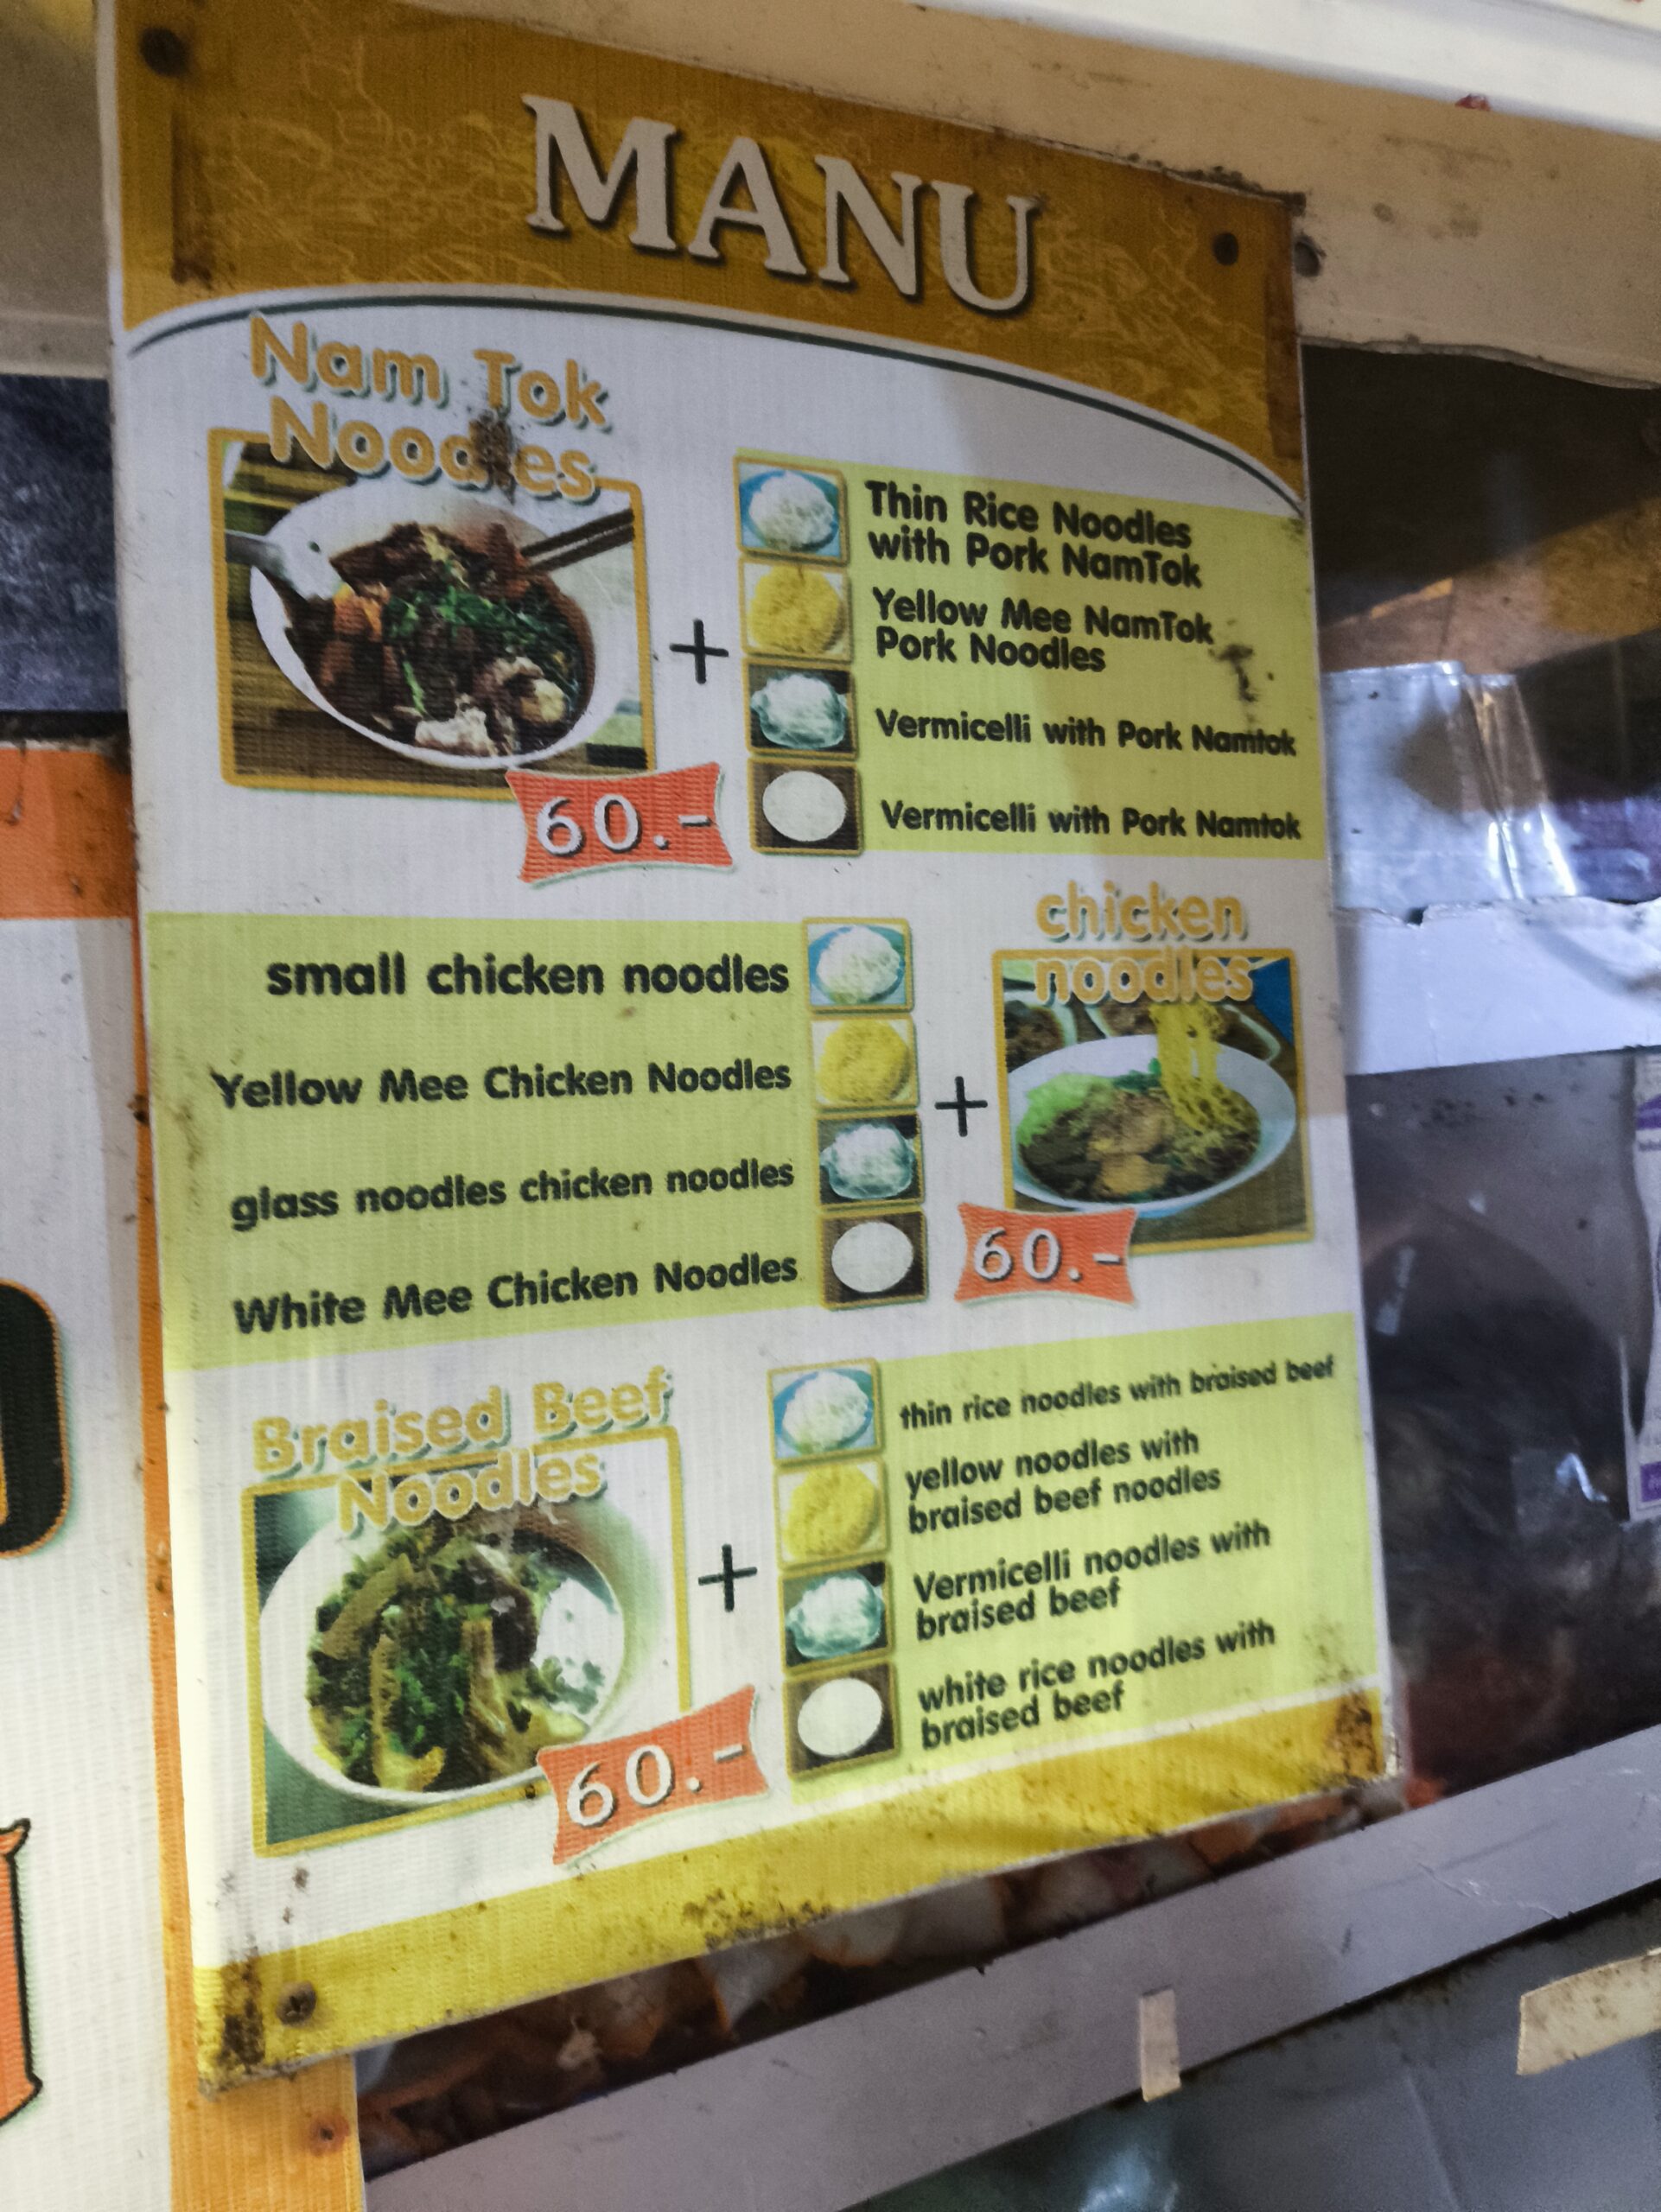 MANU
Nam Tok
Noodles
Thin Rice Noodles
with Pork NamTok
Yellow Mee NamTok
Pork Noodles
Vermicelli with Pork Namtok
Vermicelli with Pork Namtok
60.-
chicken
noodles
small chicken noodles
Yellow Mee Chicken Noodles
glass noodles chicken noodles
White Mee Chicken Noodles
60.-
Braised Beef
Noodles
thin rice noodles with braised beef
yellow noodles with
braised beef noodles
Vermicelli noodles with
braised beef
white rice noodles with
braised beef
60.-